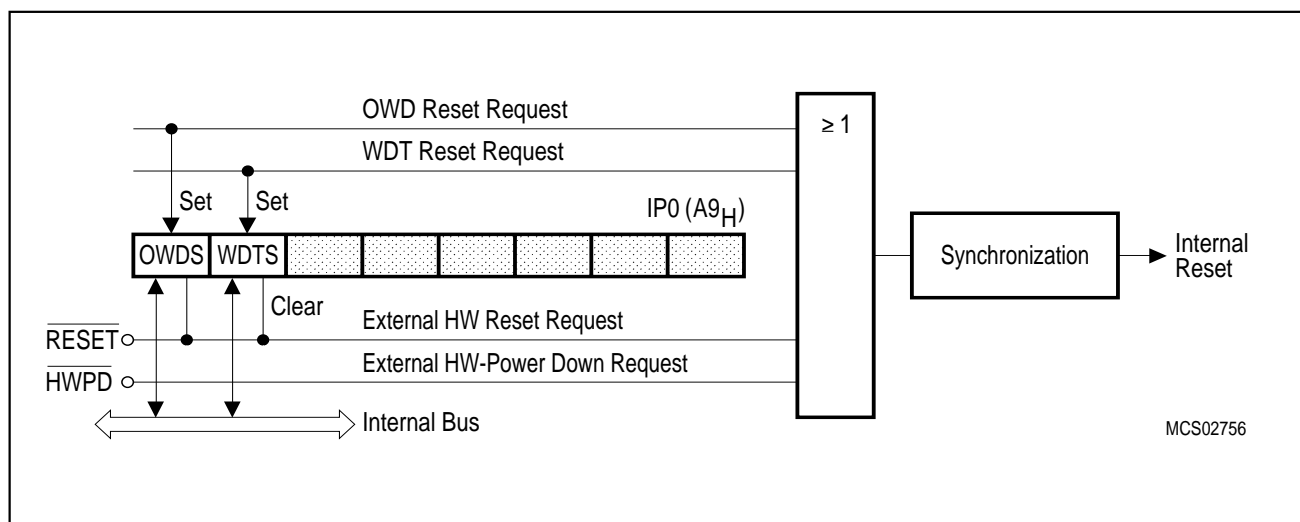 OWD Reset Request
≥ 1
WDT Reset Request
Set
Set
IP0 (A9H)
OWDS
WDTS
Synchronization
Internal
Reset
Clear
External HW Reset Request
RESET
External HW-Power Down Request
HWPD
Internal Bus
MCS02756